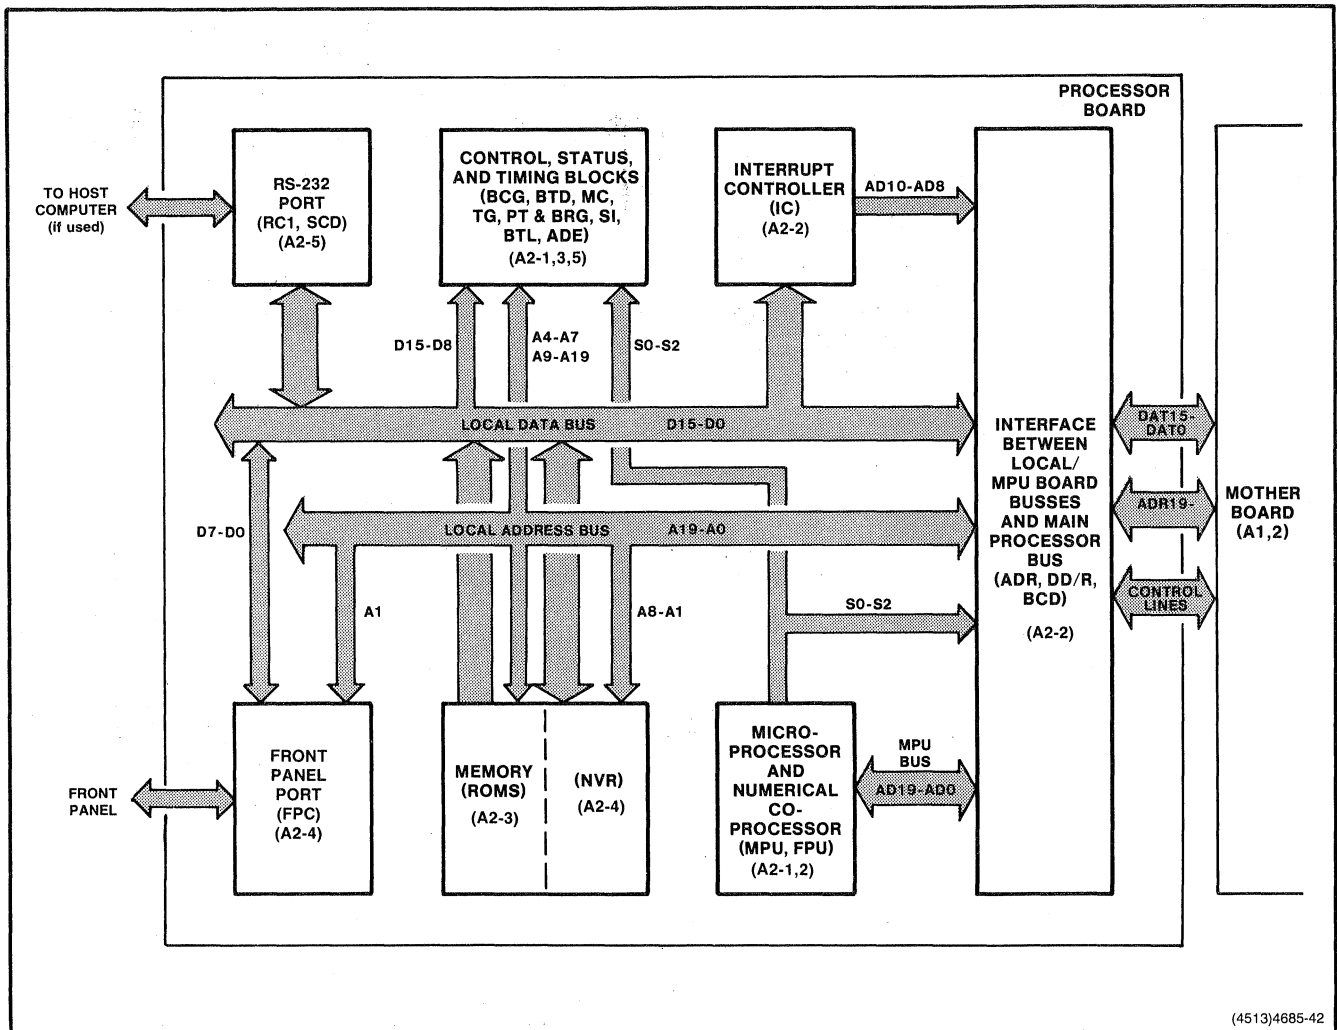 PROCESSOR
BOARD
TO HOST
COMPUTER
(if used)
RS-232
PORT
(RC1, SCD)
(A2-5)
CONTROL, STATUS,
AND TIMING BLOCKS
(BCG, BTD, MC,
TG, PT & BRG, SI,
BTL, ADE)
(A2-1,3,5)
INTERRUPT
CONTROLLER
(IC)
(A2-2)
AD10-AD8
D15-D8
A4-A7
A9-A19
S0-S2
LOCAL DATA BUS
D15-D0
D7-D0
LOCAL ADDRESS BUS
A19-A0
A1
A8-A1
S0-S2
INTERFACE
BETWEEN
LOCAL/
MPU BOARD
BUSSES
AND MAIN
PROCESSOR
BUS
(ADR, DD/R,
BCD)
(A2-2)
DAT15-
DAT0
ADR19-
CONTROL
LINES
MOTHER
BOARD
(A1,2)
FRONT
PANEL
FRONT
PANEL
PORT
(FPC)
(A2-4)
MEMORY
(ROMS)
(A2-3)
(NVR)
(A2-4)
MICRO-
PROCESSOR
AND
NUMERICAL
CO-
PROCESSOR
(MPU, FPU)
(A2-1,2)
MPU
BUS
AD19-AD0
(4513)4685-42